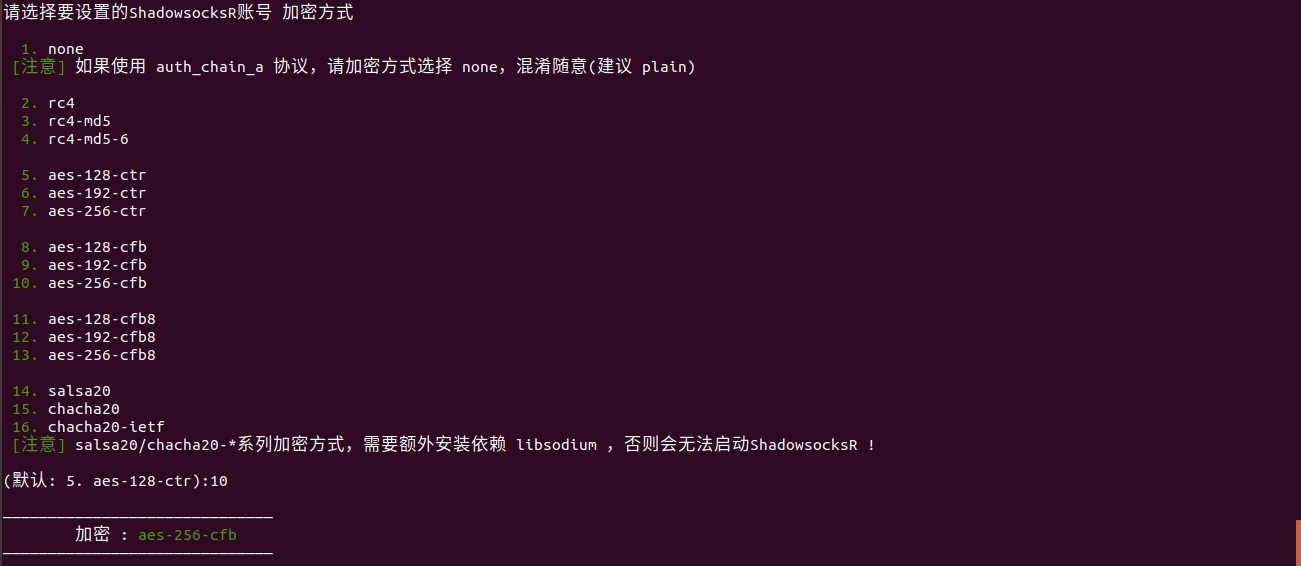 请选择要设置的ShadowsocksR账号 加密方式
1. none
[注意] 如果使用 auth_chain_a 协议，请加密方式选择 none，混淆随意(建议 plain)
2. rc4
3. rc4-md5
4. rc4-md5-6
5. aes-128-ctr
6. aes-192-ctr
7. aes-256-ctr
8. aes-128-cfb
9. aes-192-cfb
10. aes-256-cfb
11. aes-128-cfb8
12. aes-192-cfb8
13. aes-256-cfb8
14. salsa20
15. chacha20
16. chacha20-ietf
[注意] salsa20/chacha20-*系列加密方式，需要额外安装依赖 libsodium ，否则会无法启动ShadowsocksR !
(默认: 5. aes-128-ctr):10
加密 : aes-256-cfb